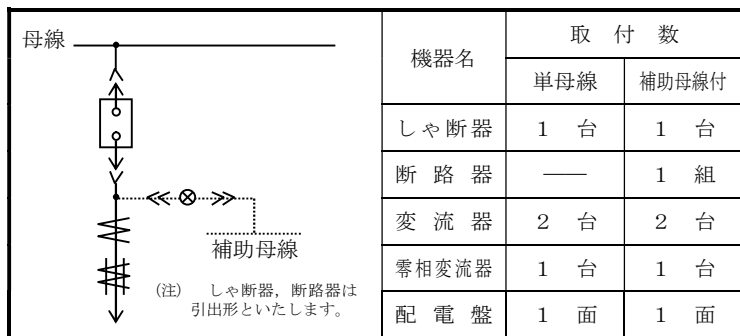 母線
補助母線
(注) しゃ断器，断路器は
引出形といたします。
機器名 取付数
単母線 補助母線付
しゃ断器 1台 1台
断路器 ―― 1組
変流器 2台 2台
零相変流器 1台 1台
配電盤 1面 1面